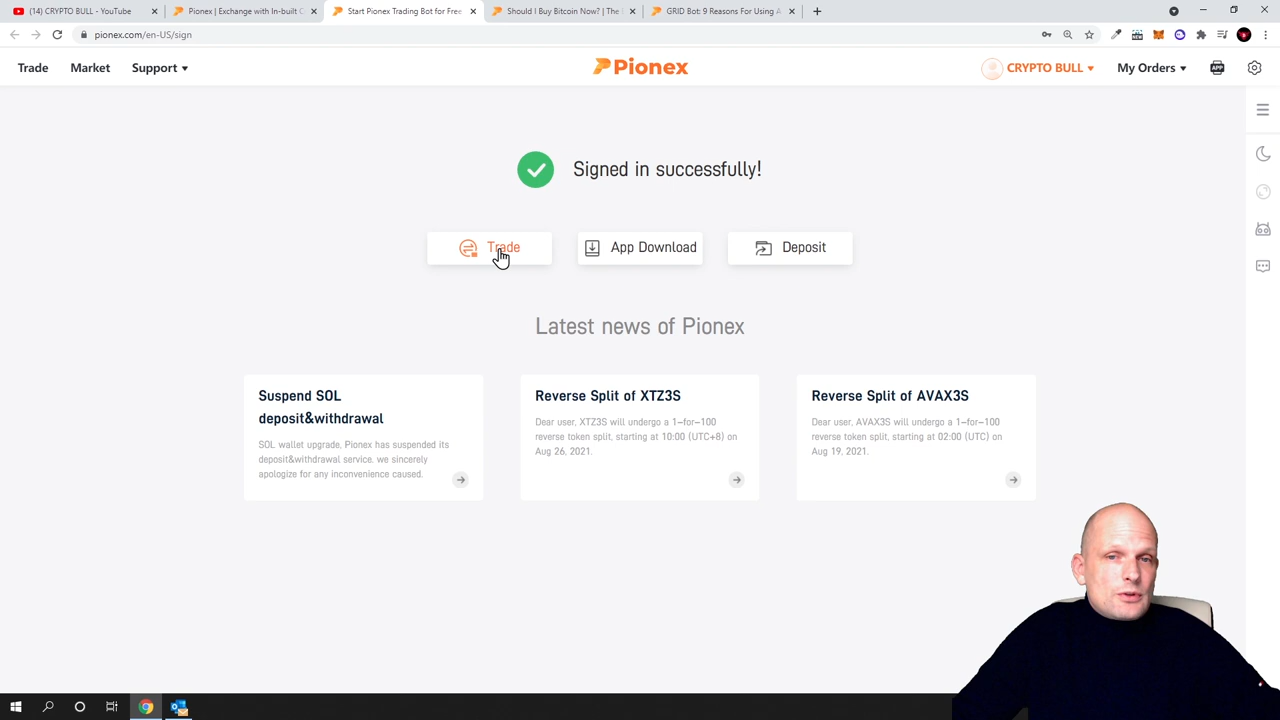 (14) CRYPTO BULL - YouTube
Pionex | Exchange with In-built C
Start Pionex Trading Bot for Free
Should I Buy Bitcoin Now? | The
GRID Bot: 9 Reasons For Using A
pionex.com/en-US/sign
Trade
Market
Support
Pionex
CRYPTO BULL
My Orders
APP
Signed in successfully!
Trade
App Download
Deposit
Latest news of Pionex
Suspend SOL
deposit&withdrawal
SOL wallet upgrade, Pionex has suspended its
deposit&withdrawal service. we sincerely
apologize for any inconvenience caused.
Reverse Split of XTZ3S
Dear user, XTZ3S will undergo a 1-for-100
reverse token split, starting at 10:00 (UTC+8) on
Aug 26, 2021.
Reverse Split of AVAX3S
Dear user, AVAX3S will undergo a 1-for-100
reverse token split, starting at 02:00 (UTC) on
Aug 19, 2021.